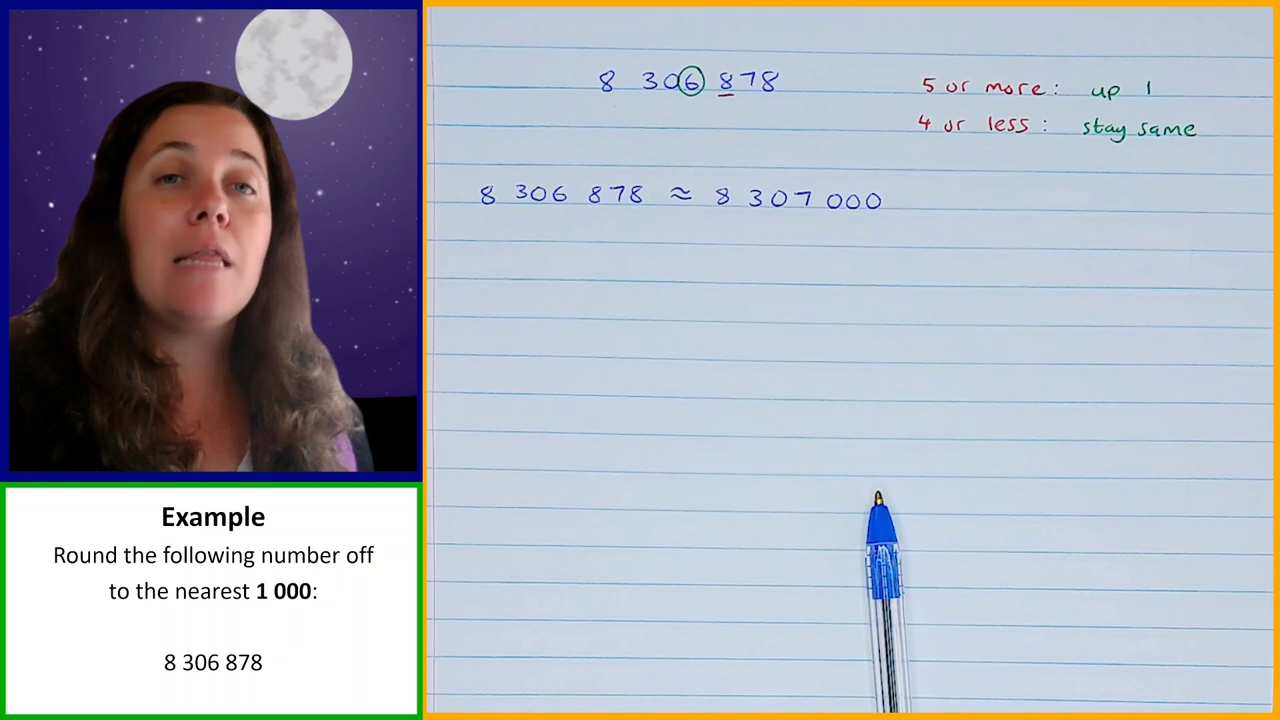 8 306 878
5 or more: up 1
4 or less: stay same
8 306 878 ≈ 8 307 000
Example
Round the following number off
to the nearest 1 000:
8 306 878